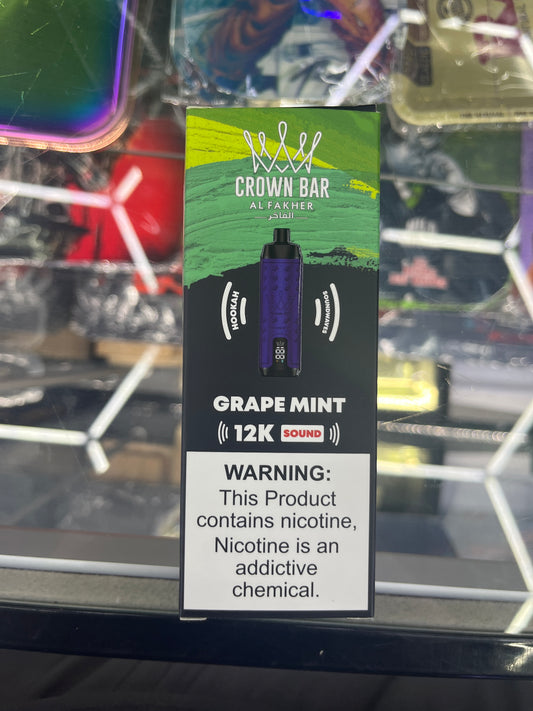 CROWN BAR
AL FAKHER
الفاخر
HOOKAH
SOUNDWAVES
GRAPE MINT
12K SOUND
WARNING:
This Product
contains nicotine,
Nicotine is an
addictive
chemical.